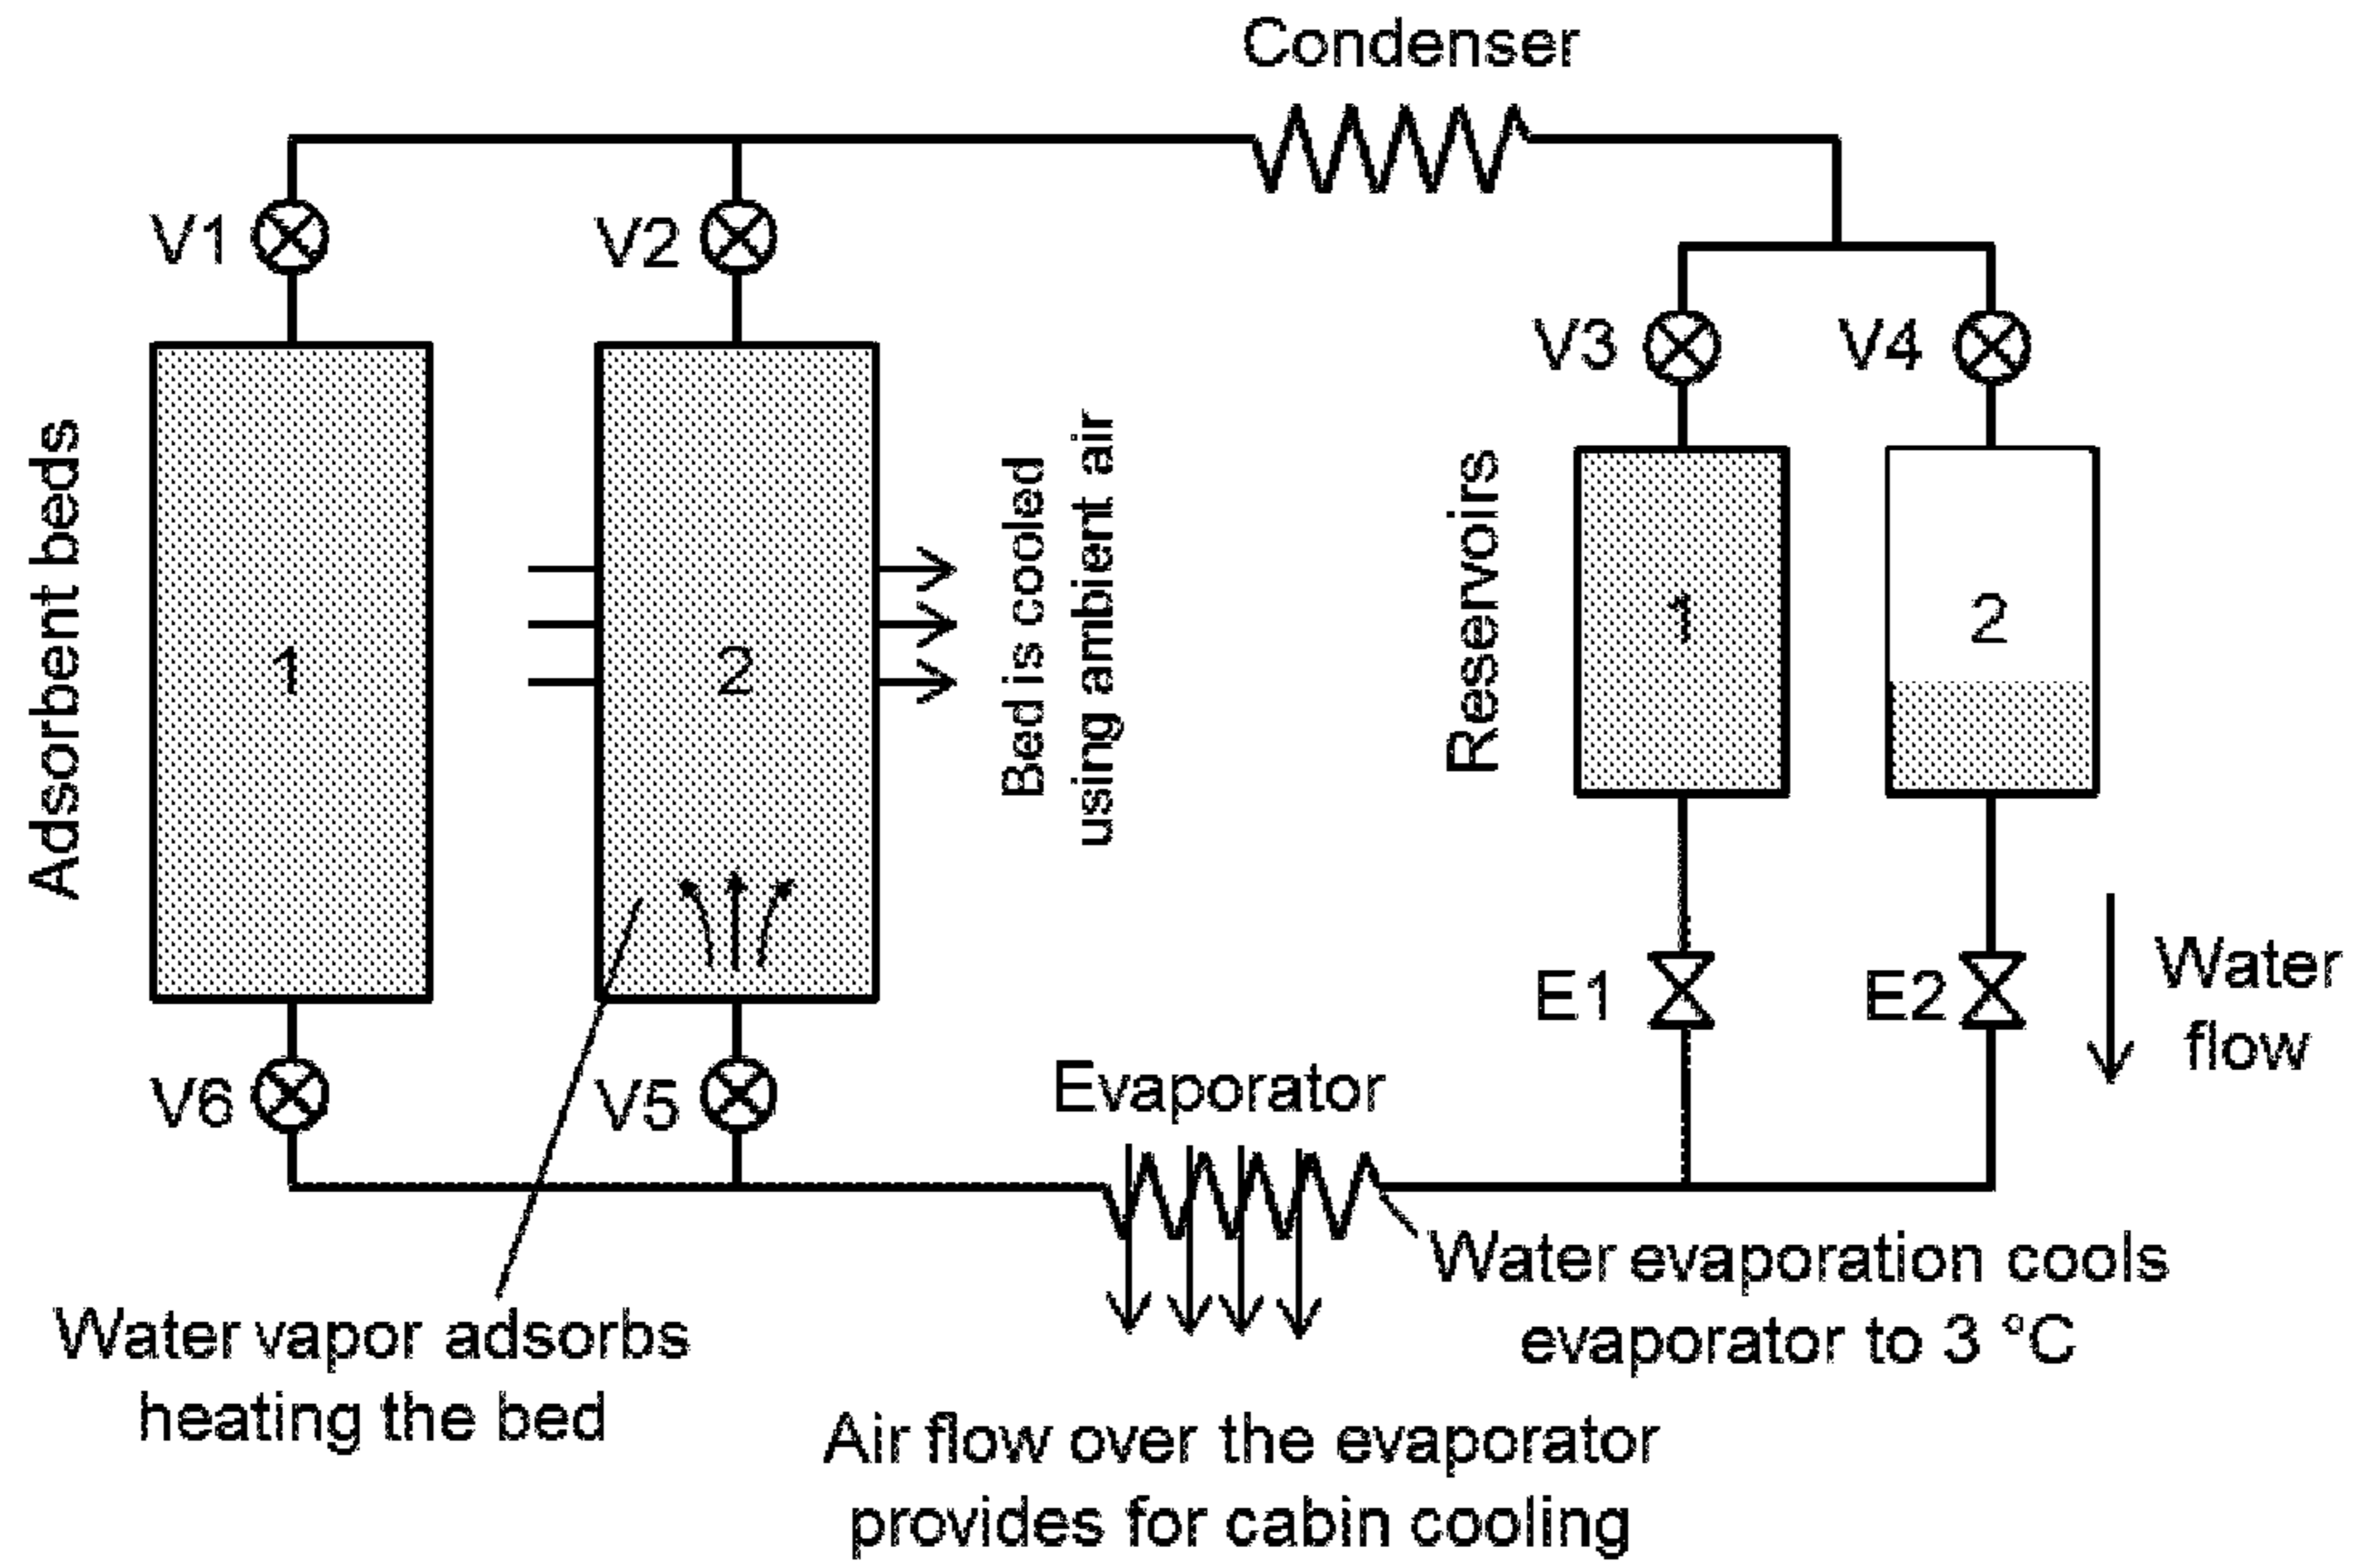 Condenser
V1
V2
V3
V4
Adsorbent beds
1
2
Bed is cooled
using ambient air
Reservoirs
1
2
E1
E2
Water
flow
V6
V5
Evaporator
Water evaporation cools
evaporator to 3 °C
Water vapor adsorbs
heating the bed
Air flow over the evaporator
provides for cabin cooling